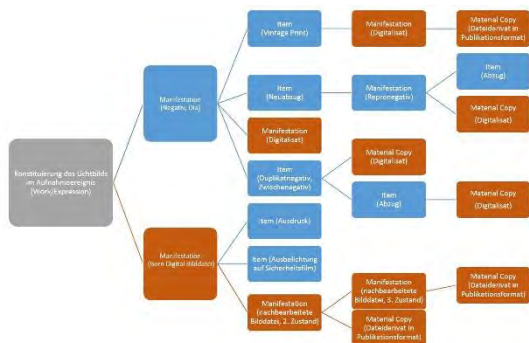 Konstituierung des Lichtbilds
im Aufnahmeereignis
(Work/Expression)
Manifestation
(Negativ, Dia)
Manifestation
(born Digital Bilddatei)
Item
(Vintage Print)
Item
(Neuabzug)
Manifestation
(Digitalisat)
Item
(Duplikatnegativ,
Zwischennegativ)
Item (Ausdruck)
Item (Ausbelichtung
auf Sicherheitsfilm)
Manifestation
(nachbearbeitete
Bilddatei, 2. Zustand)
Manifestation
(Digitalisat)
Manifestation
(Repronegativ)
Material Copy
(Digitalisat)
Item
(Abzug)
Manifestation
(nachbearbeitete
Bilddatei, 3. Zustand)
Material Copy
(Dateiderivat in
Publikationsformat)
Material Copy
(Dateiderivat in
Publikationsformat)
Item
(Abzug)
Material Copy
(Digitalisat)
Material Copy
(Digitalisat)
Material Copy
(Dateiderivat in
Publikationsformat)